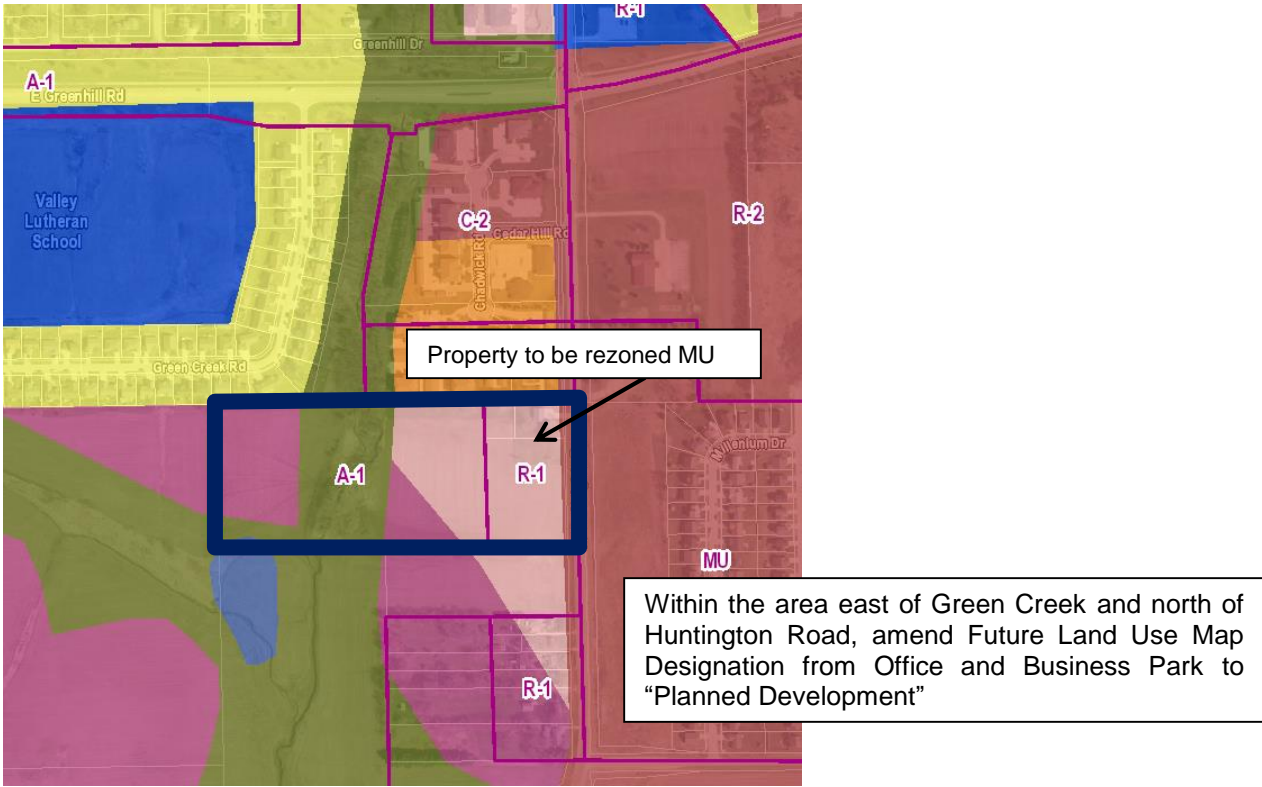 R-1
Greenhill Dr
A-1
E Greenhill Rd
Valley
Lutheran
School
C-2
Cedar Hill Rd
R-2
Chadwick Rd
Property to be rezoned MU
Green Creek Rd
Millenium Dr
A-1
R-1
MU
Within the area east of Green Creek and north of
Huntington Road, amend Future Land Use Map
Designation from Office and Business Park to
“Planned Development”
R-1